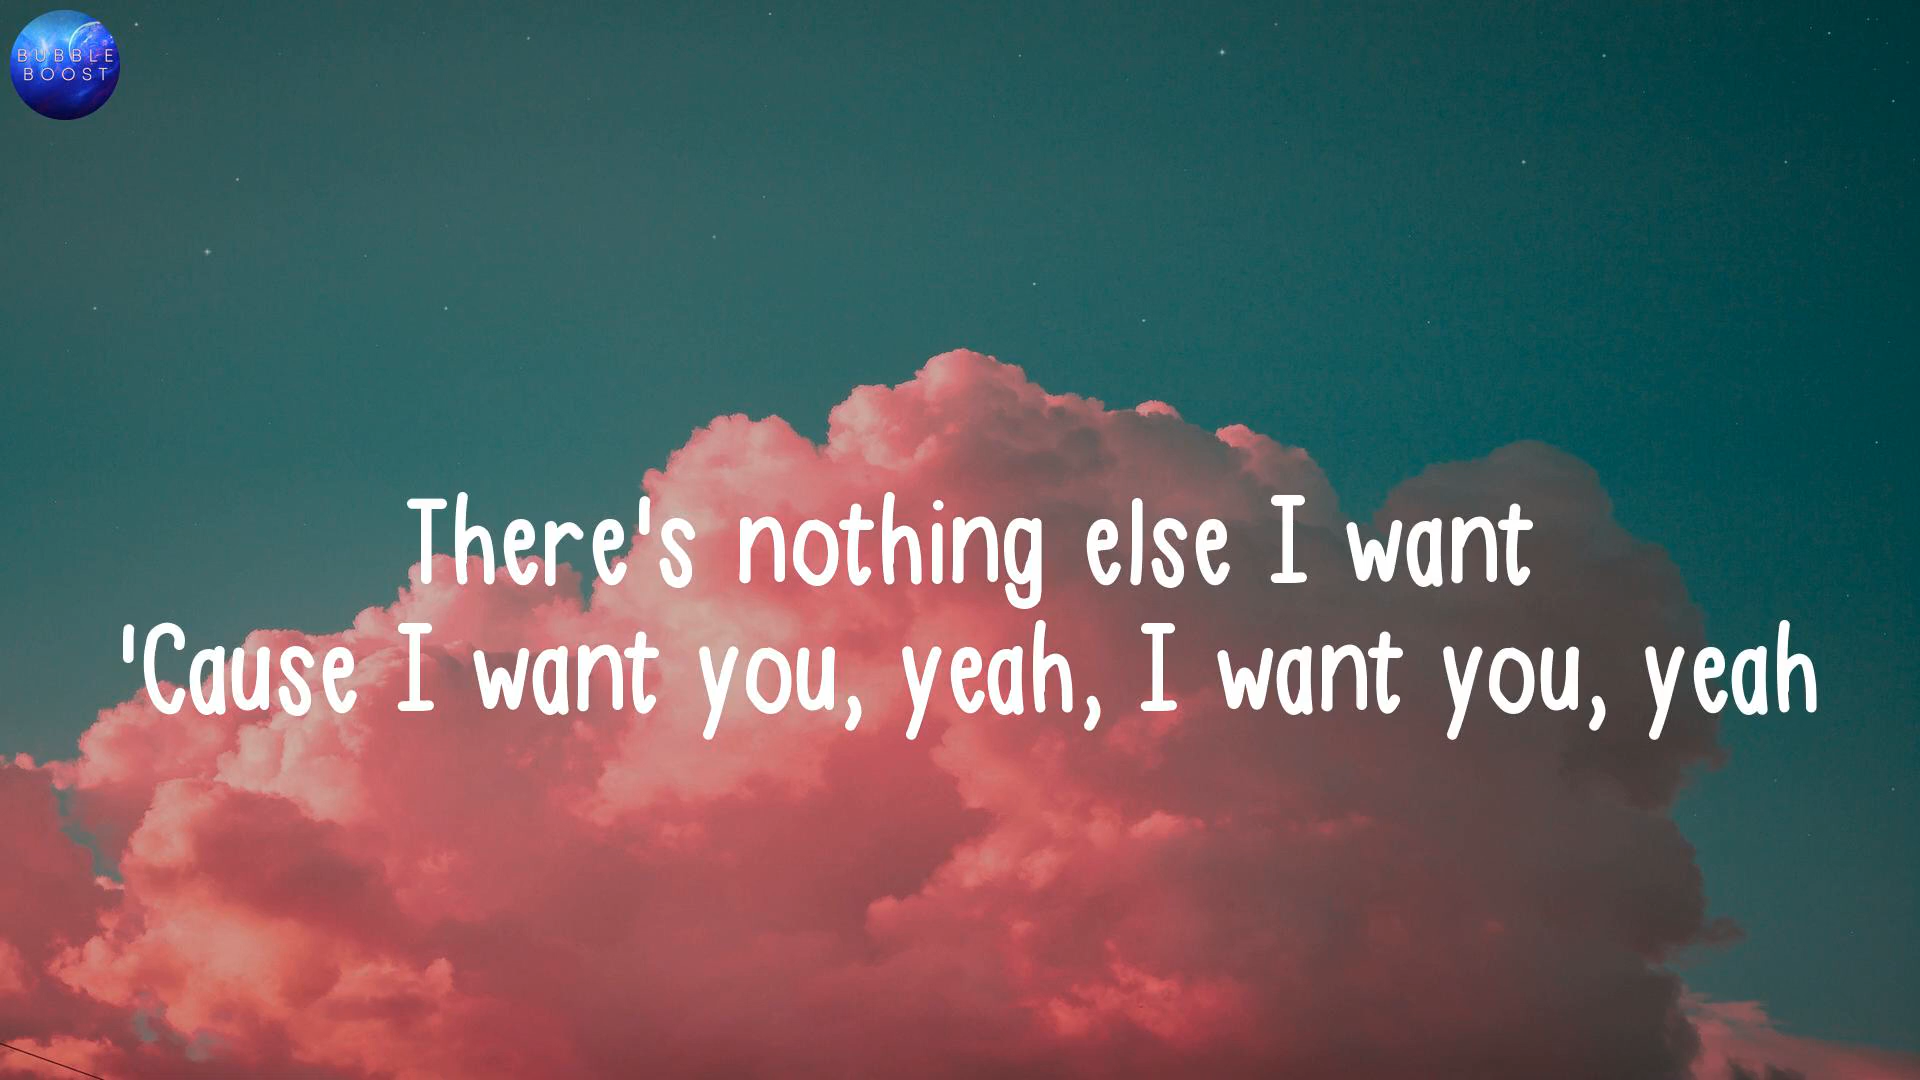 BUBBLE
BOOST
There's nothing else I want
'Cause I want you, yeah, I want you, yeah